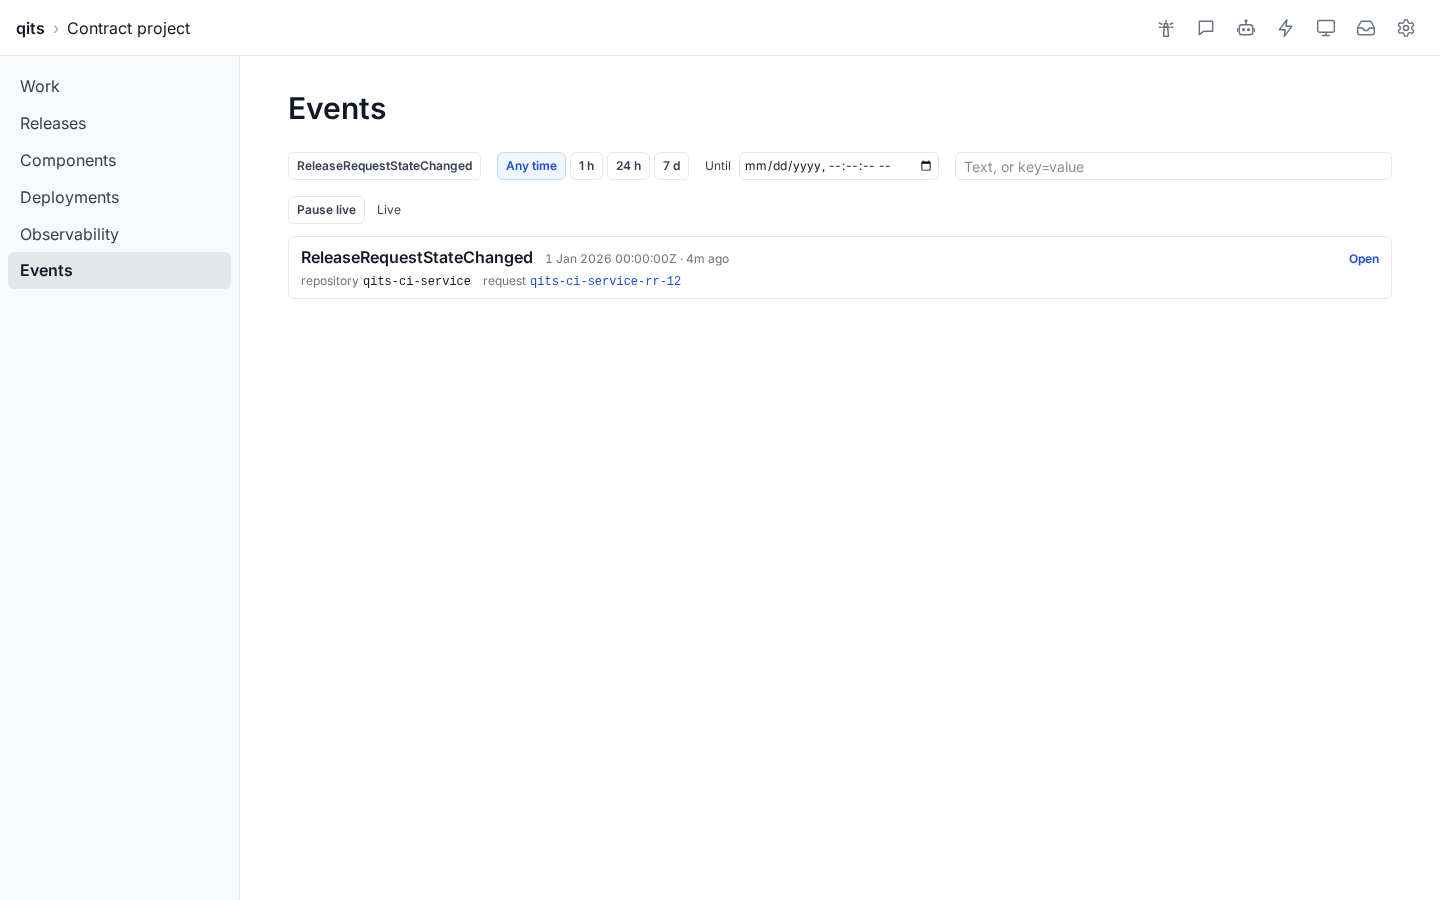 qits › Contract project
Work
Releases
Components
Deployments
Observability
Events
Events
ReleaseRequestStateChanged Any time 1 h 24 h 7 d Until mm/dd/yyyy, --:--:-- -- Text, or key=value
Pause live Live
ReleaseRequestStateChanged 1 Jan 2026 00:00:00Z · 4m ago Open
repository qits-ci-service request qits-ci-service-rr-12